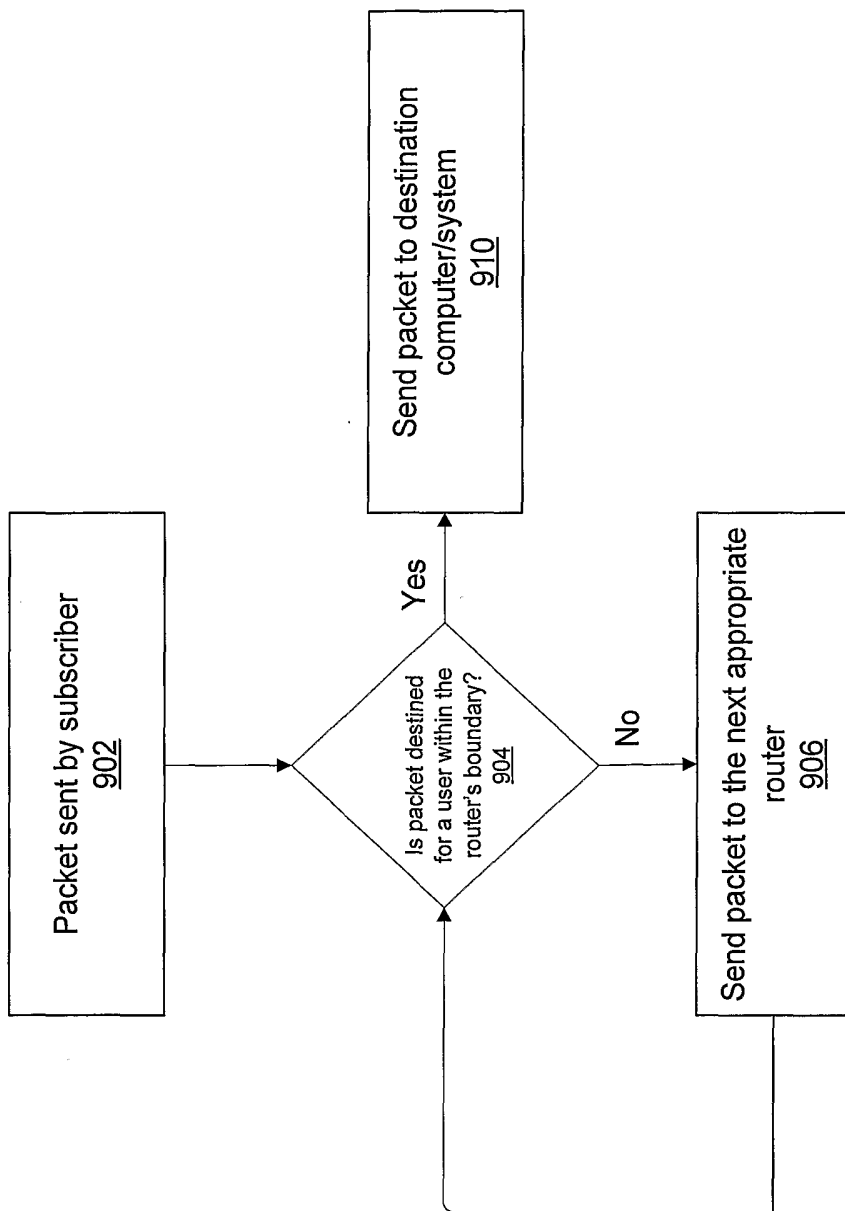 Packet sent by subscriber
902
Is packet destined
for a user within the
router's boundary?
904
Yes
Send packet to destination
computer/system
910
No
Send packet to the next appropriate
router
906